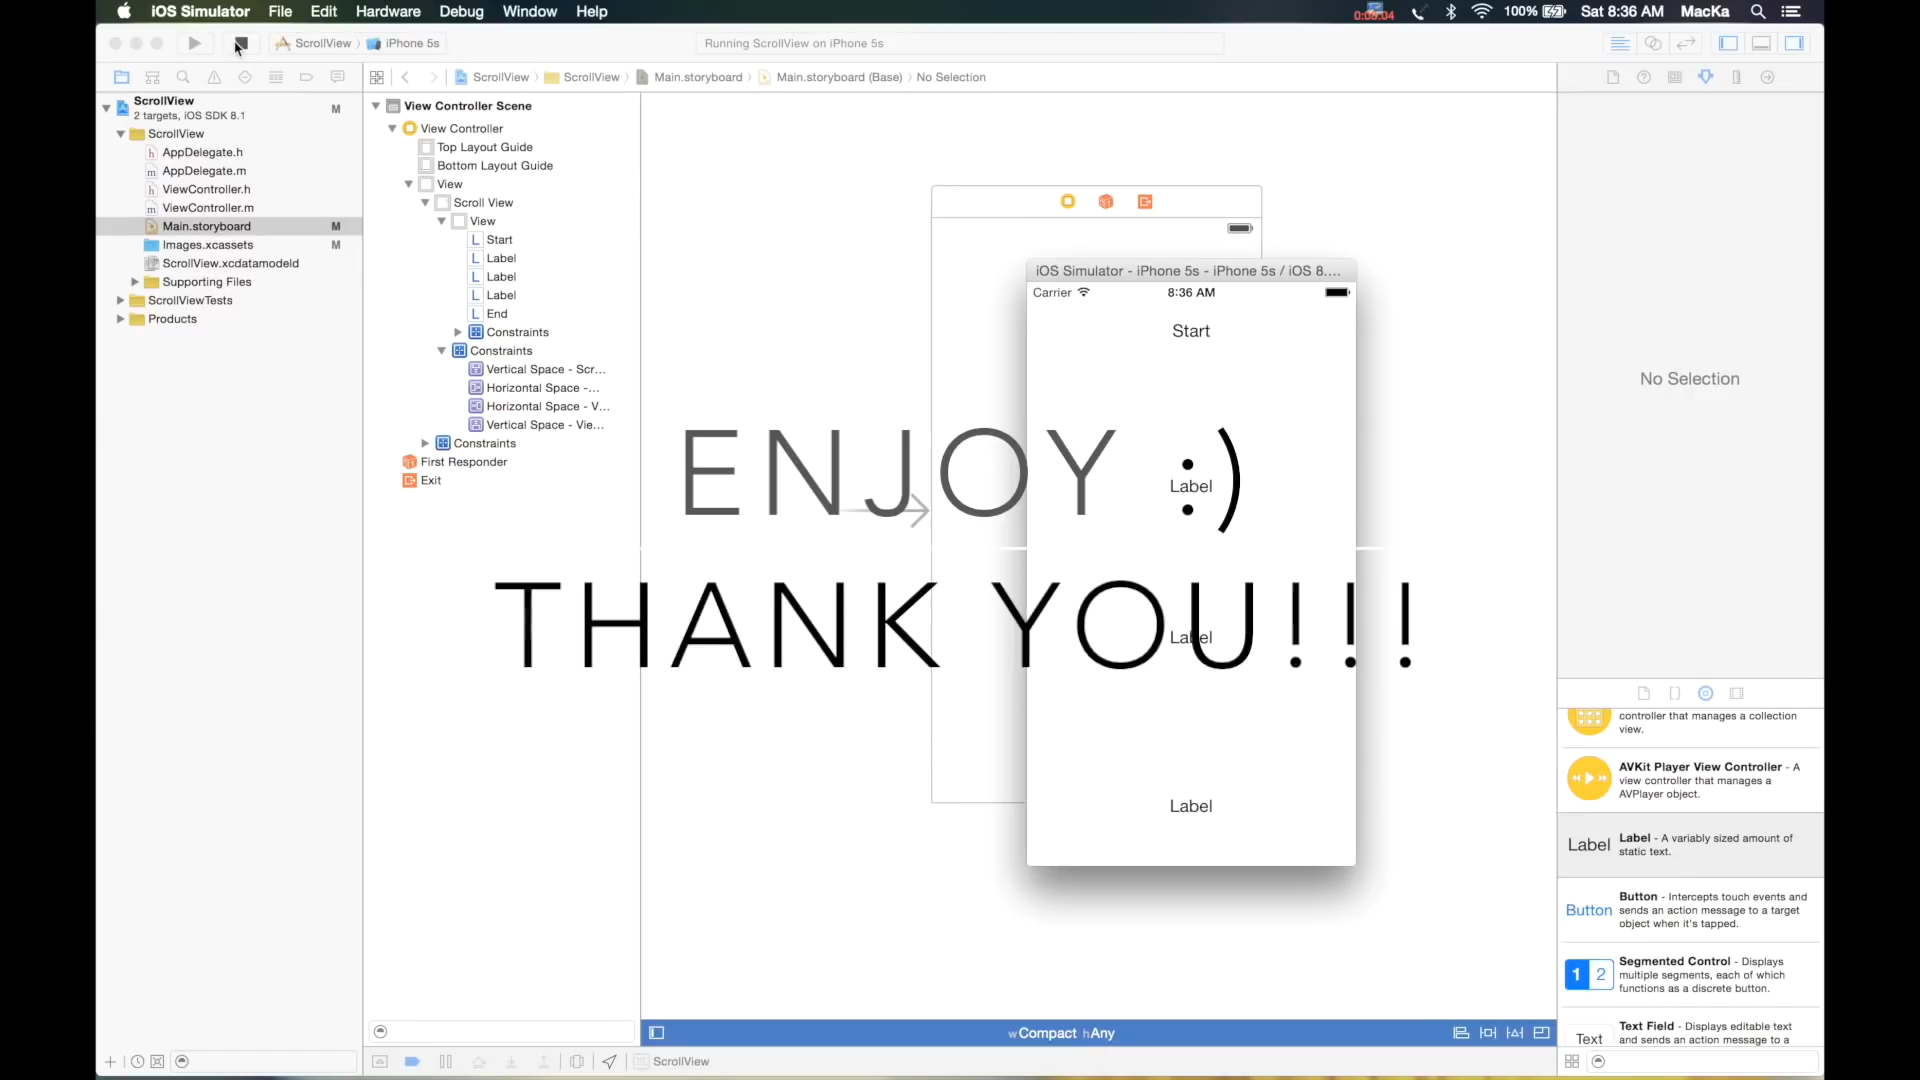 iOS Simulator File Edit Hardware Debug Window Help
0:05:04 100% Sat 8:36 AM MacKa
ScrollView iPhone 5s
Running ScrollView on iPhone 5s
ScrollView ScrollView Main.storyboard Main.storyboard (Base) No Selection
ScrollView
2 targets, iOS SDK 8.1
M
ScrollView
AppDelegate.h
AppDelegate.m
ViewController.h
ViewController.m
Main.storyboard M
Images.xcassets M
ScrollView.xcdatamodeld
Supporting Files
ScrollViewTests
Products
View Controller Scene
View Controller
Top Layout Guide
Bottom Layout Guide
View
Scroll View
View
L Start
L Label
L Label
L Label
L End
Constraints
Constraints
Vertical Space - Scr...
Horizontal Space -...
Horizontal Space - V...
Vertical Space - Vie...
Constraints
First Responder
Exit
iOS Simulator - iPhone 5s - iPhone 5s / iOS 8....
Carrier 8:36 AM
Start
Label
Label
Label
ENJOY :)
THANK YOU!!!
wCompact hAny
ScrollView
No Selection
controller that manages a collection
view.
AVKit Player View Controller - A
view controller that manages a
AVPlayer object.
Label
Label - A variably sized amount of
static text.
Button
Button - Intercepts touch events and
sends an action message to a target
object when it's tapped.
1 2
Segmented Control - Displays
multiple segments, each of which
functions as a discrete button.
Text
Text Field - Displays editable text
and sends an action message to a